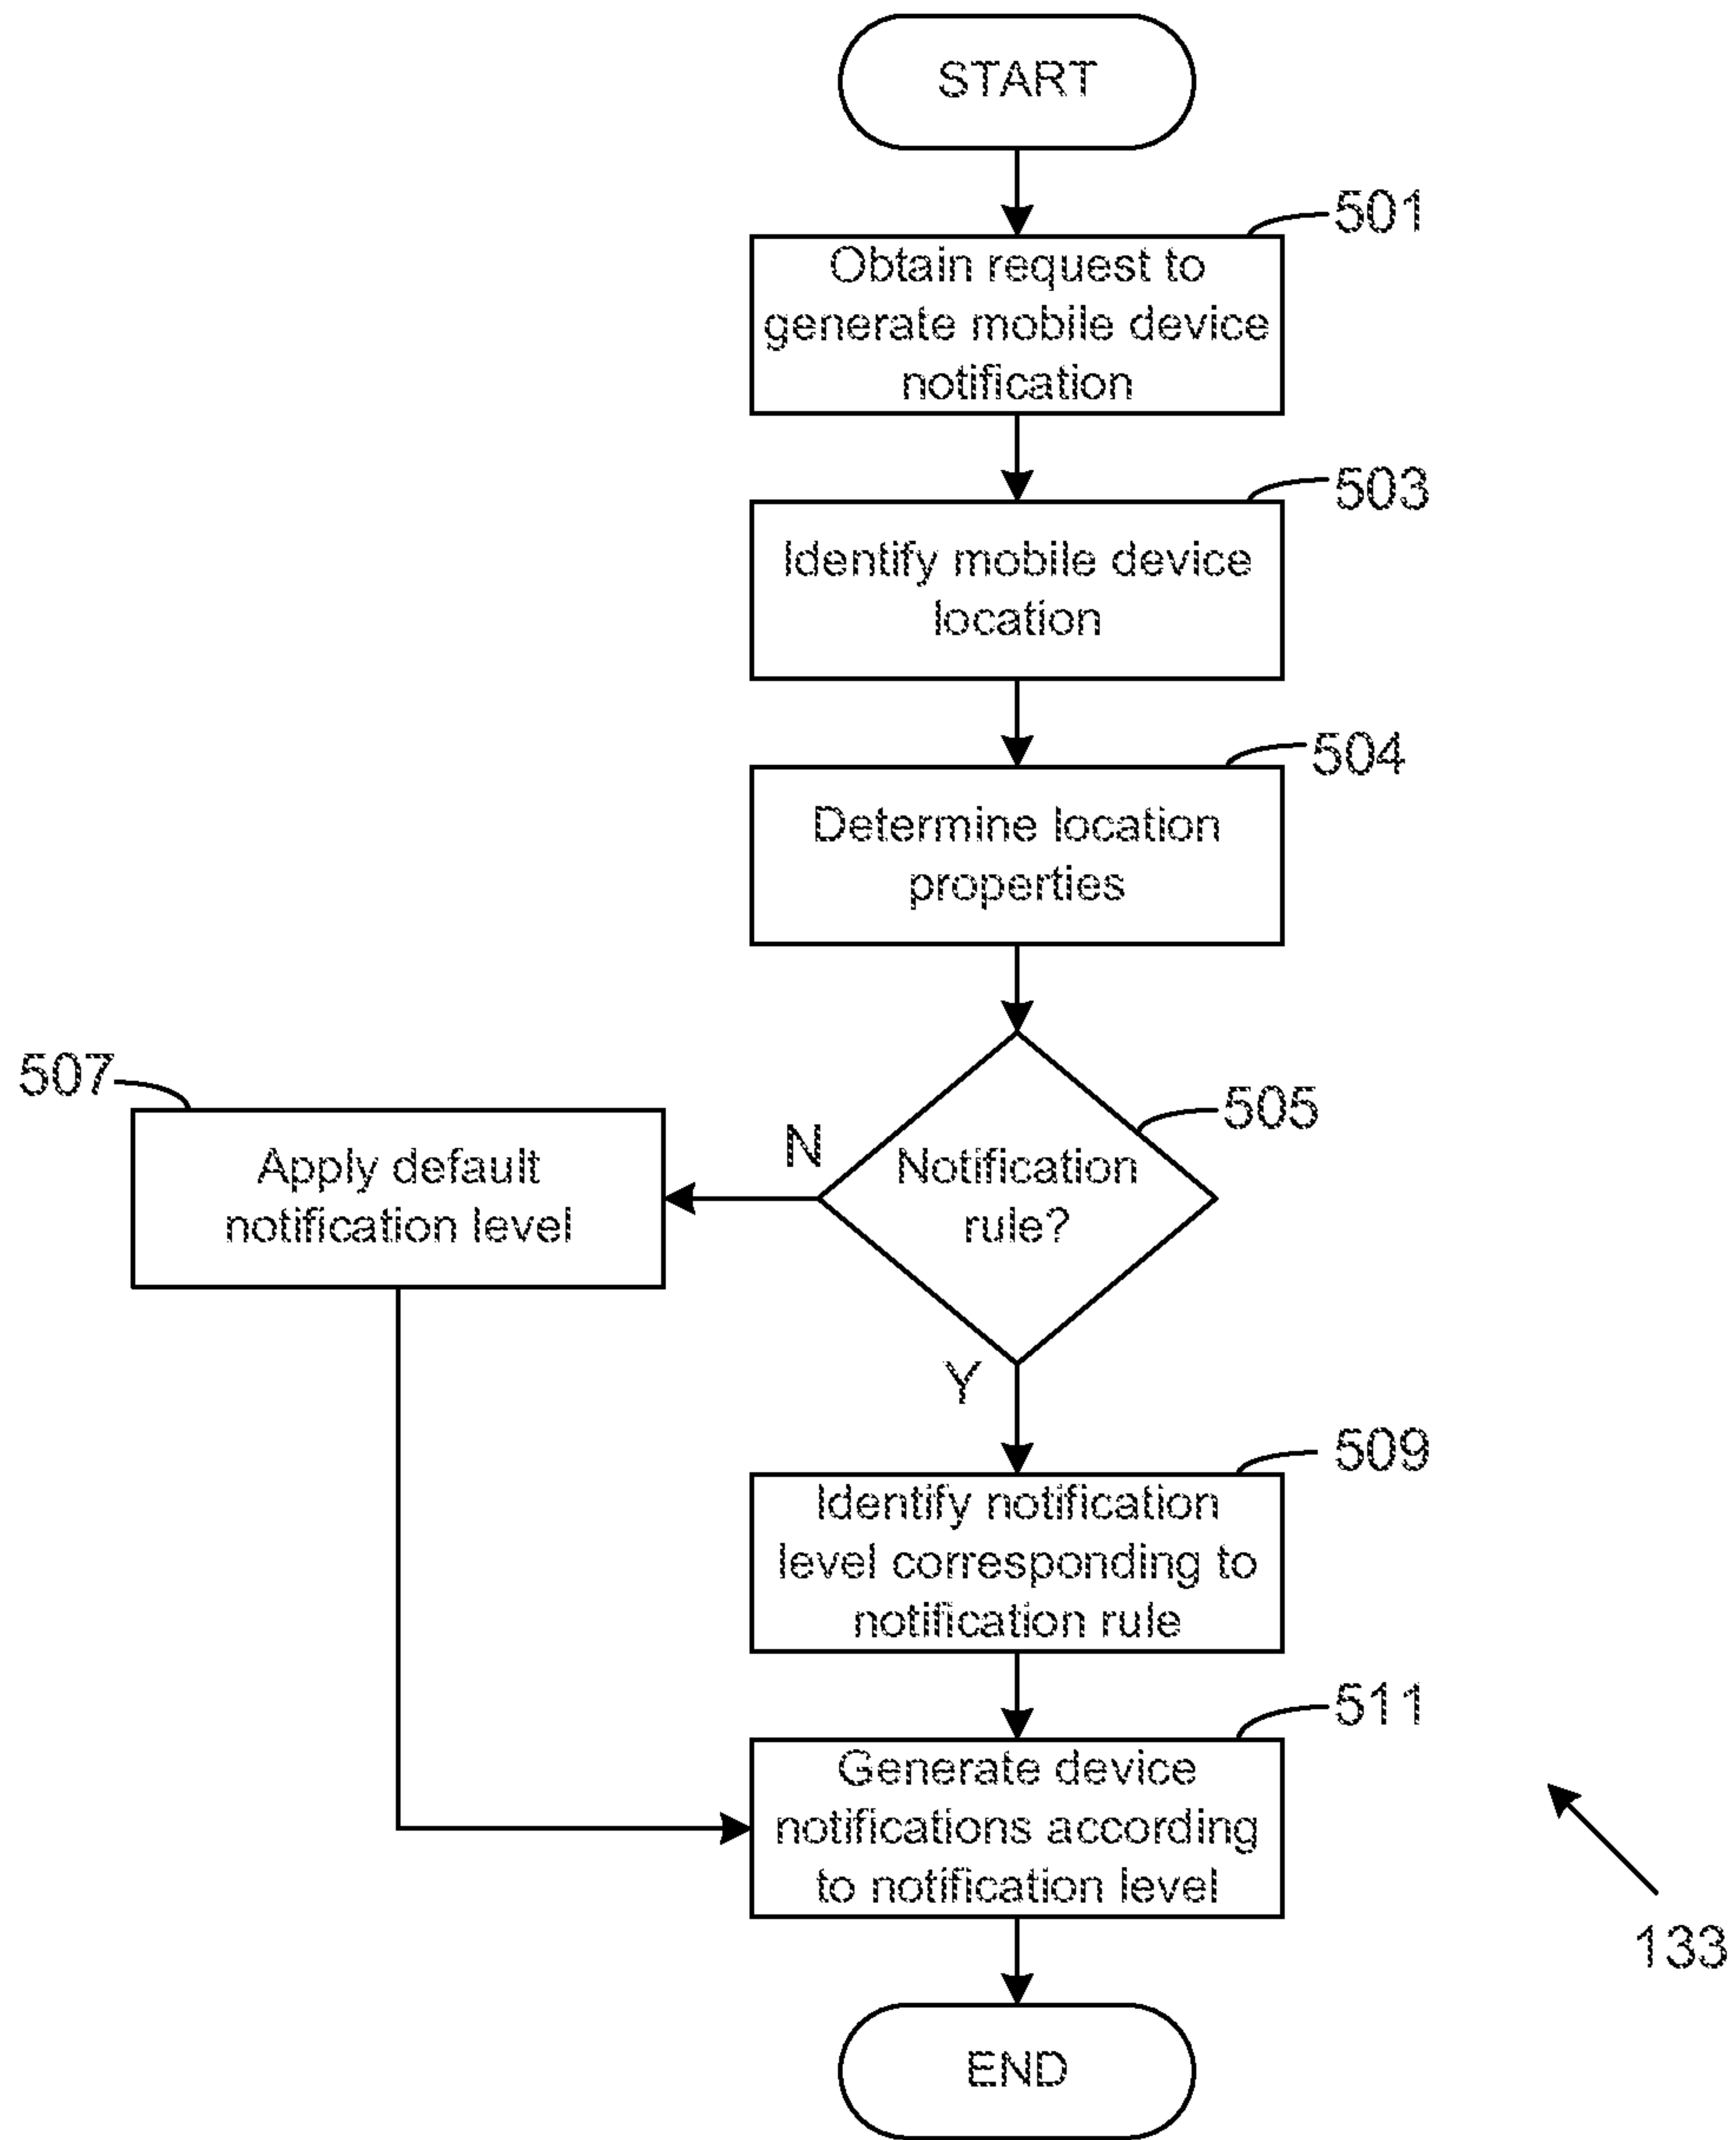 START
501
Obtain request to
generate mobile device
notification
503
Identify mobile device
location
504
Determine location
properties
507
Apply default
notification level
N
505
Notification
rule?
Y
509
Identify notification
level corresponding to
notification rule
511
Generate device
notifications according
to notification level
133
END